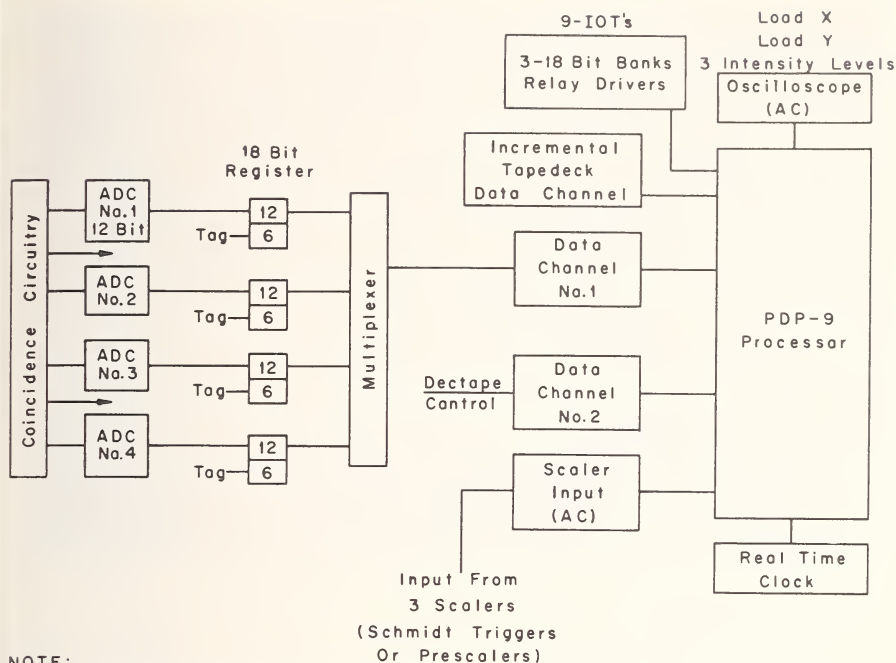 9-IOT's
3-18 Bit Banks
Relay Drivers
Load X
Load Y
3 Intensity Levels
Oscilloscope
(AC)
Incremental
Tapedeck
Data Channel
18 Bit
Register
Coincidence Circuitry
ADC
No.1
12 Bit
12
Tag
6
ADC
No.2
12
Tag
6
ADC
No.3
12
Tag
6
ADC
No.4
12
Tag
6
Multiplexer
Data
Channel
No.1
PDP-9
Processar
Dectape
Cantrol
Data
Channel
No.2
Scaler
Input
(AC)
Real Time
Clock
Input From
3 Scalers
(Schmidt Triggers
Or Prescalers)
NOTE: